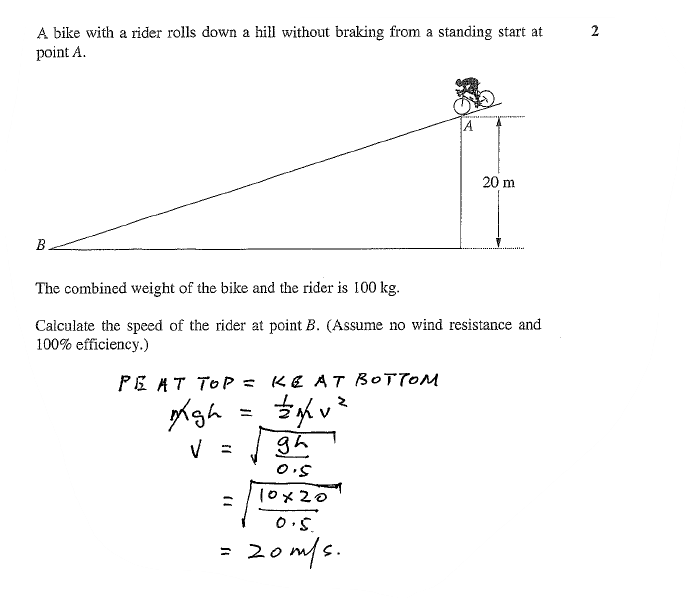 A bike with a rider rolls down a hill without braking from a standing start at 2
point A.
A
20 m
B
The combined weight of the bike and the rider is 100 kg.
Calculate the speed of the rider at point B. (Assume no wind resistance and
100% efficiency.)
PE AT TOP = KE AT BOTTOM
mgh = ½mv²
v = √(gh/0.5)
= √(10×20/0.5)
= 20 m/s.